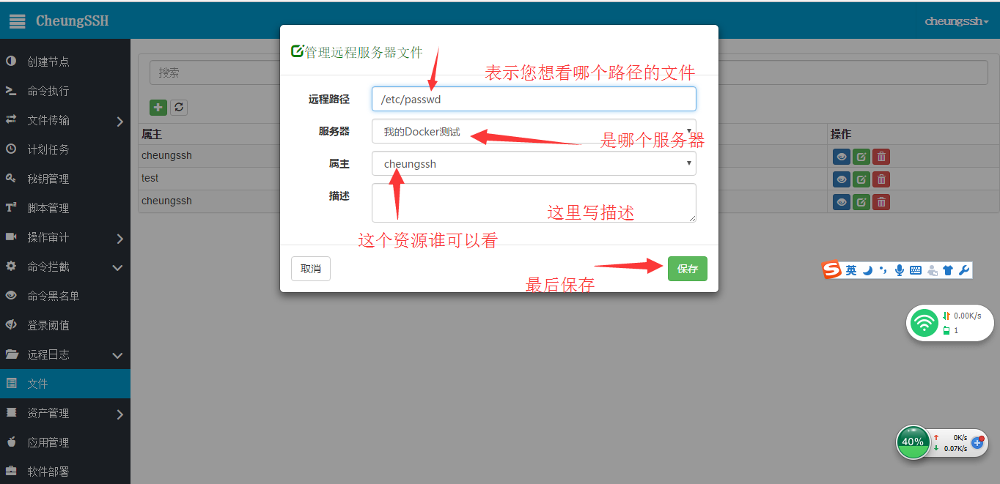 CheungSSH
cheungssh
创建节点
命令执行
文件传输
计划任务
秘钥管理
脚本管理
操作审计
命令拦截
命令黑名单
登录阈值
远程日志
文件
资产管理
应用管理
软件部署
搜索
属主
操作
cheungssh
test
cheungssh
管理远程服务器文件
表示您想看哪个路径的文件
远程路径
/etc/passwd
服务器
我的Docker测试
是哪个服务器
属主
cheungssh
描述
这里写描述
这个资源谁可以看
取消
保存
最后保存
英
0.00K/s
1
40%
0K/s
0.07K/s